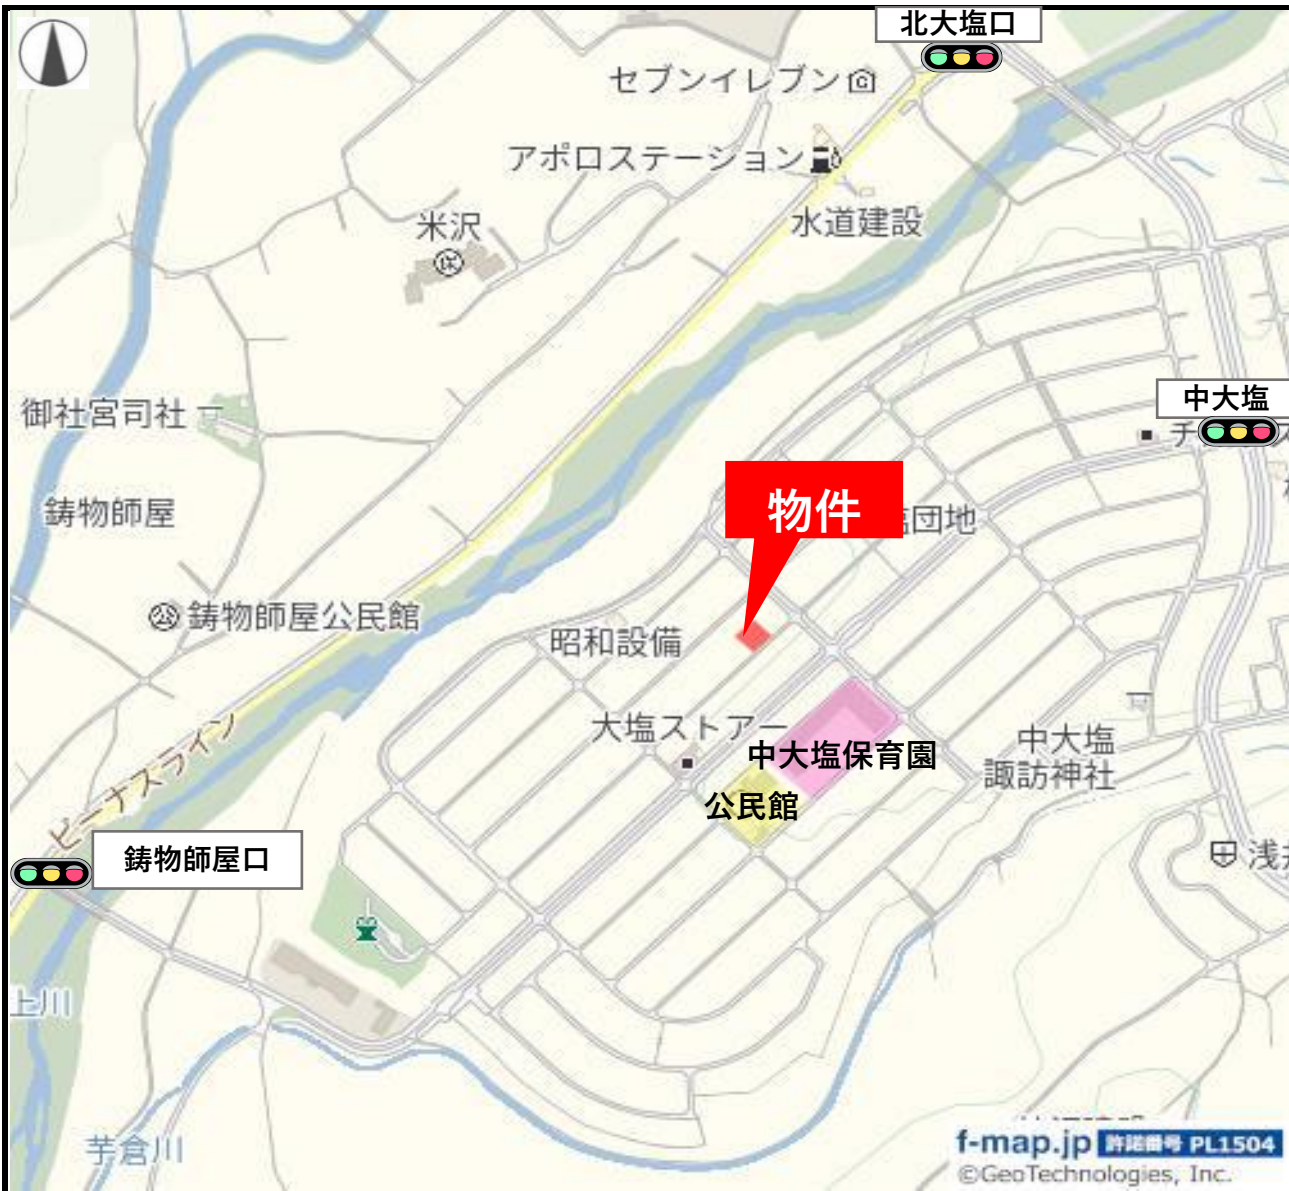 北大塩口
セブンイレブン
アポロステーション
水道建設
米沢
保
御社宮司社
中大塩
チ
鋳物師屋
物件
団地
公
鋳物師屋公民館
昭和設備
大塩ストアー
中大塩保育園
公民館
中大塩
諏訪神社
ビーナスライン
鋳物師屋口
浅井
上川
芋倉川
f-map.jp 許諾番号 PL1504
©GeoTechnologies, Inc.